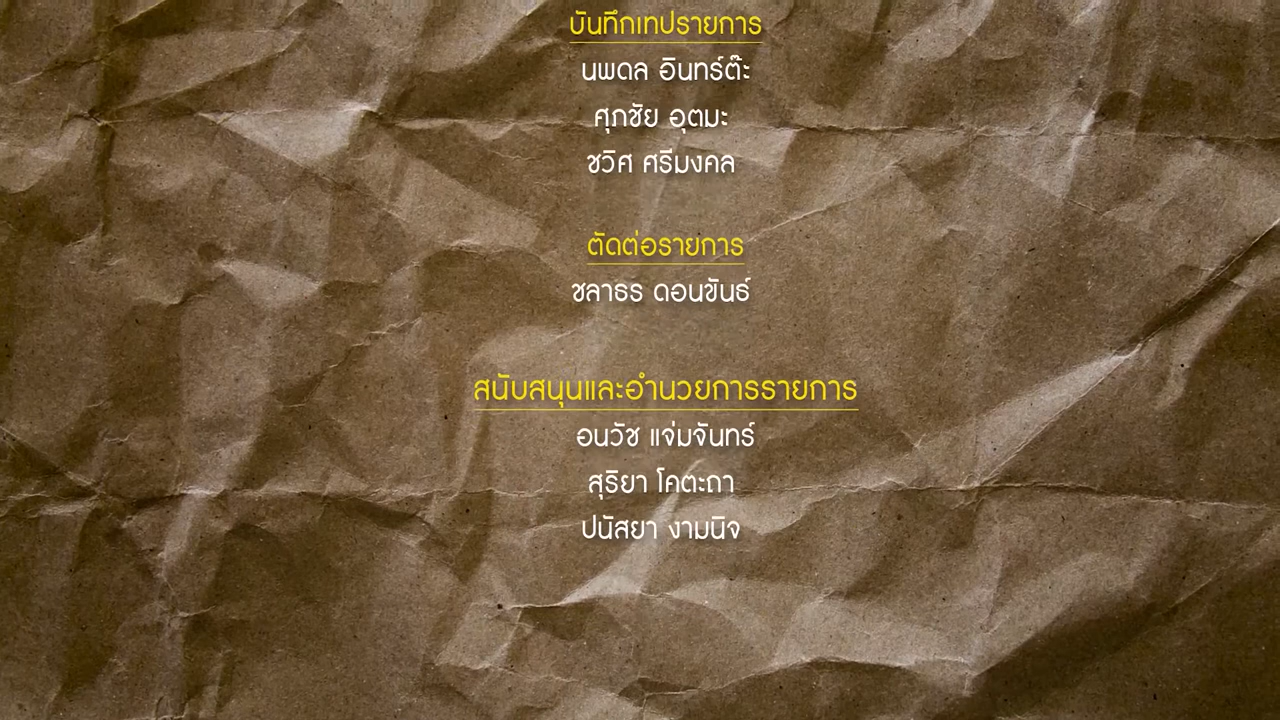 บันทึกเทปรายการ
นพดล อินทร์ต๊ะ
ศุภชัย อุตมะ
ชวิศ ศรีมงคล
ตัดต่อรายการ
ชลาธร ดอนขันธ์
สนับสนุนและอำนวยการรายการ
อนวัช แจ่มจันทร์
สุริยา โคตะถา
ปนัสยา งามนิจ